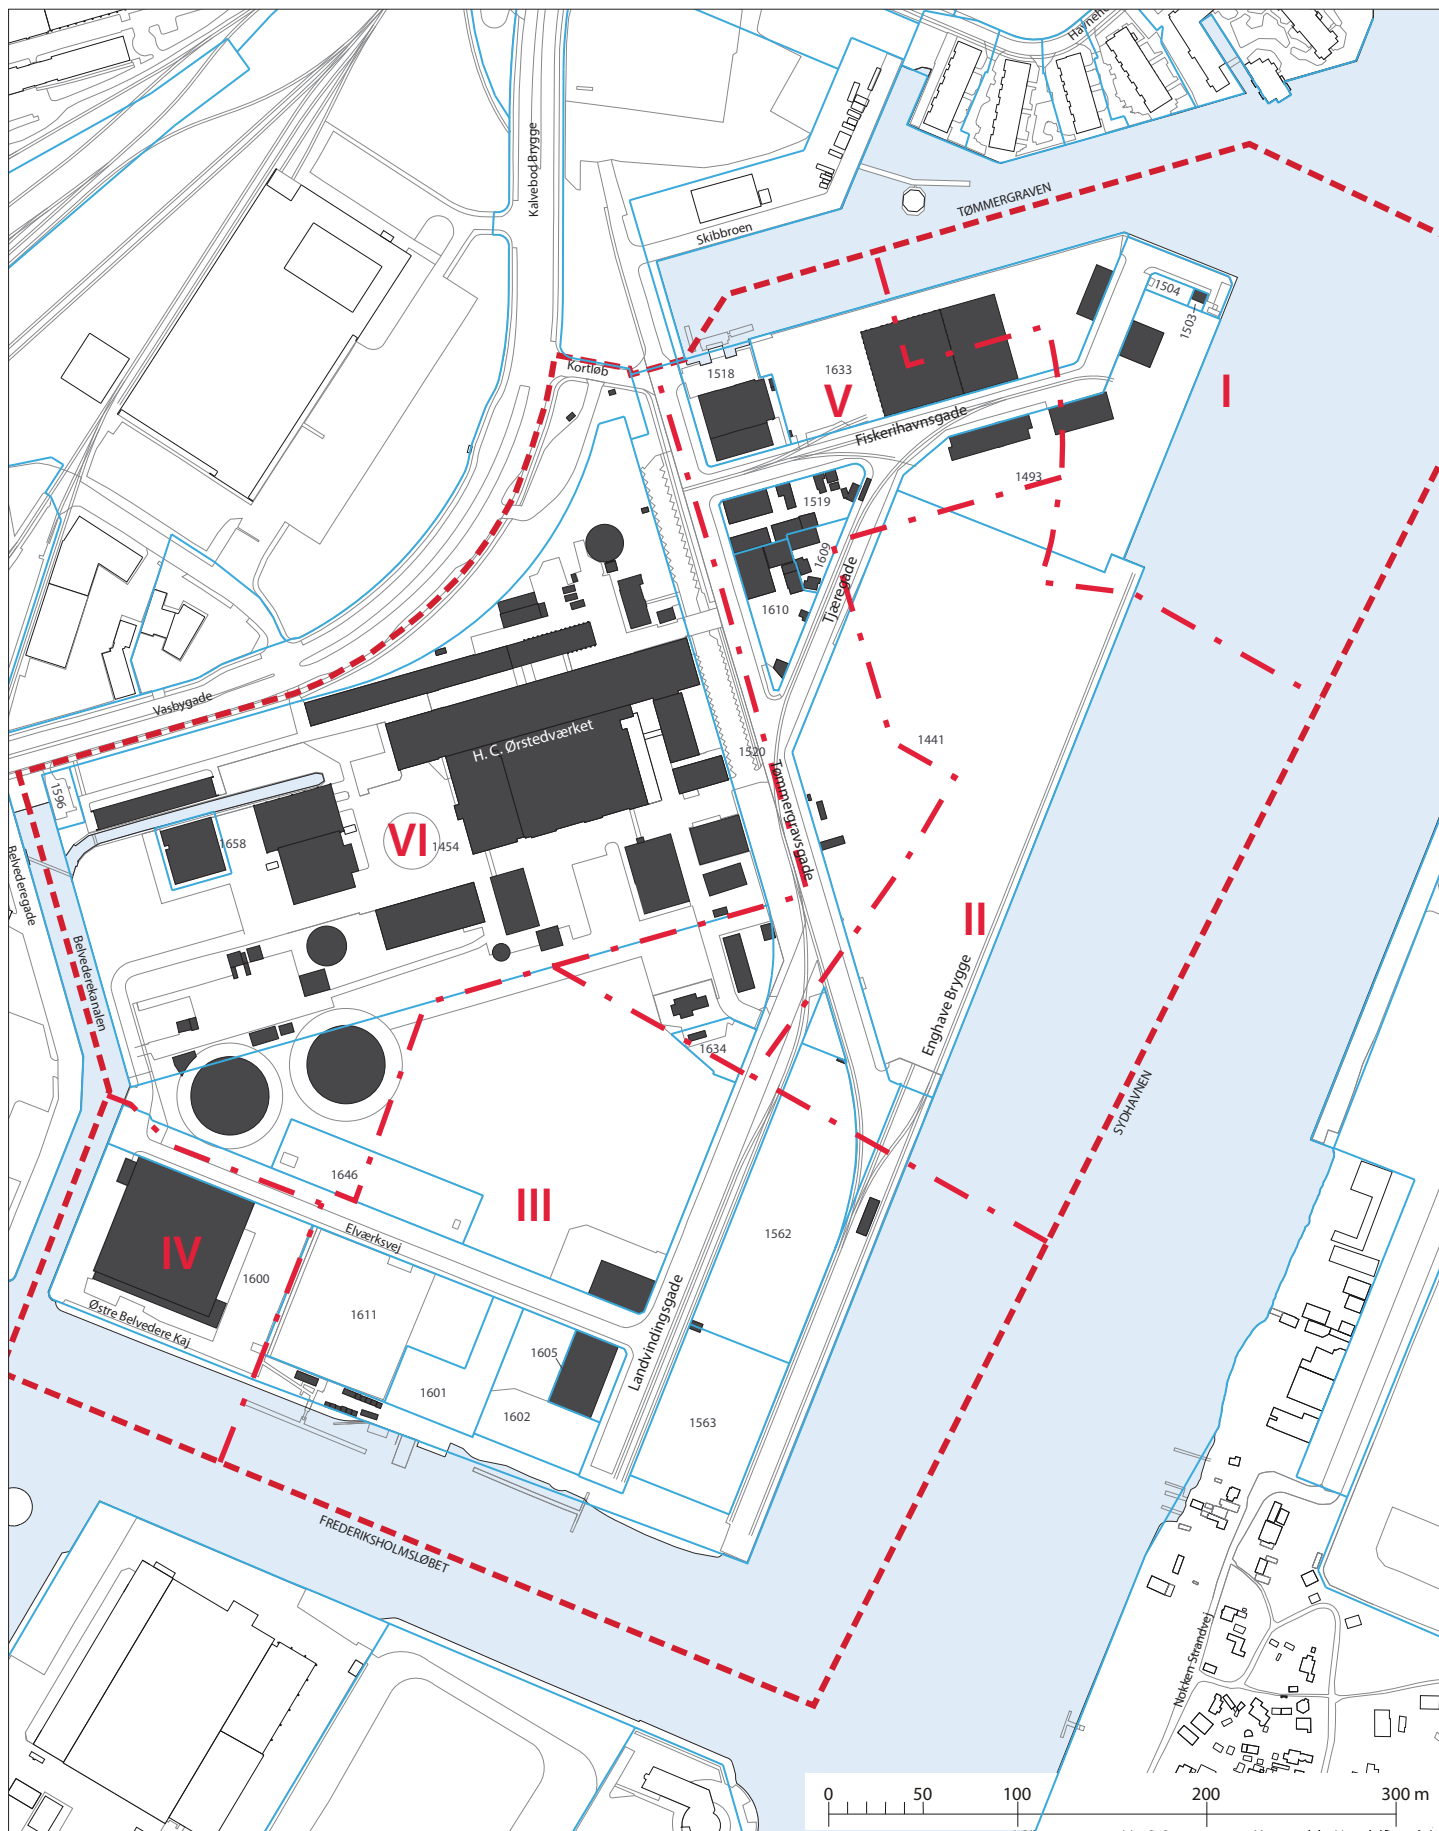 Kalvebod Brygge
TØMMERGRAVEN
Skibbroen
1504
1503
Kortløb
1518
1633
V
I
Fiskerihavnsgade
1493
1519
1609
1610
Tjæregade
Vasbygade
H. C. Ørstedværket
1520
1441
Tømmergravsgade
1596
1658
VI
1454
Belvederegade
II
Belvederekanalen
Enghave Brygge
1634
SYDHAVNEN
1646
III
Elværksvej
1562
IV
1600
Østre Belvedere Kaj
1611
Landvindingsgade
1605
1601
1602
1563
FREDERIKSHOLMSLØBET
Nokken Strandvej
0 50 100 200 300 m